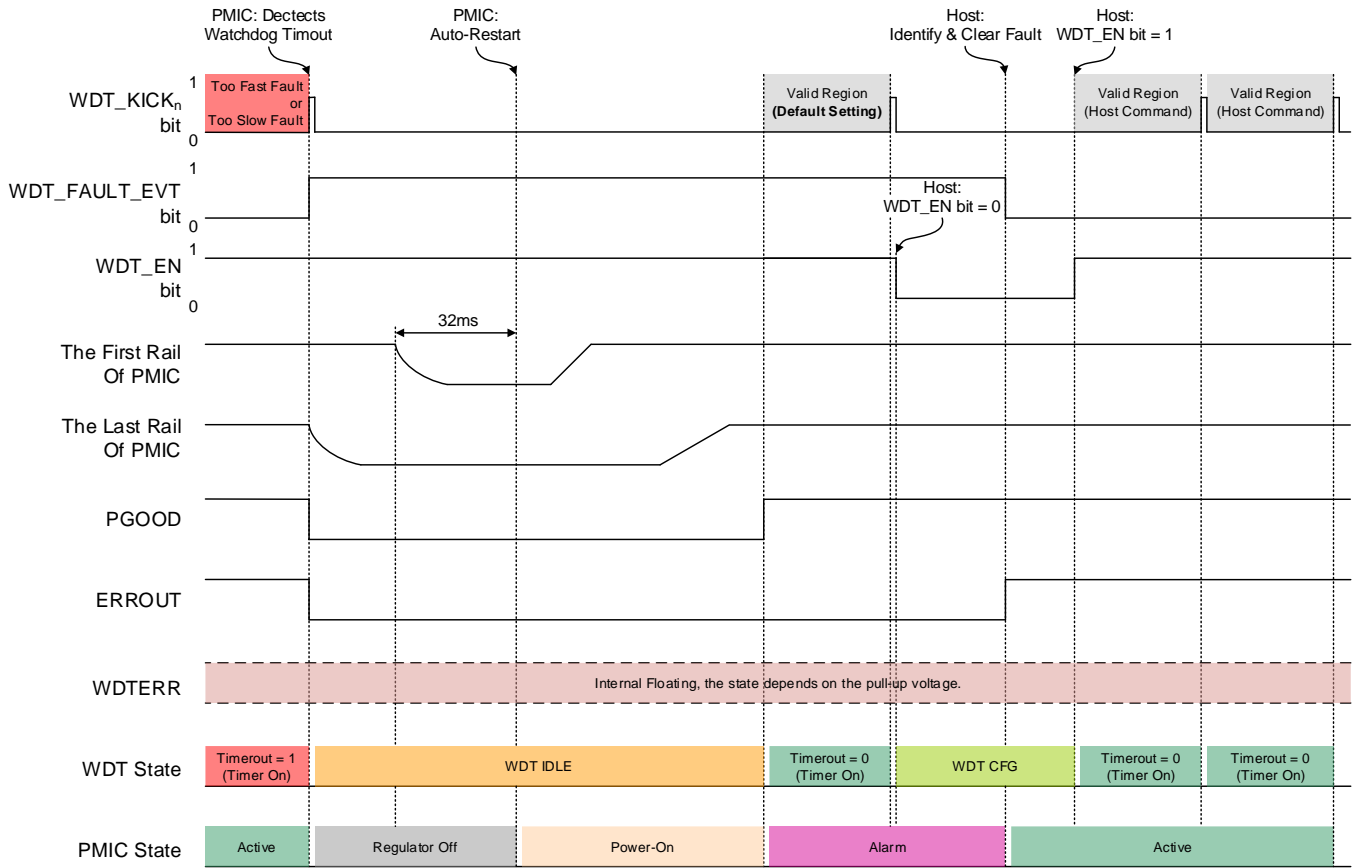 PMIC: Dectects
Watchdog Timout
PMIC:
Auto-Restart
Host:
Identify & Clear Fault
Host:
WDT_EN bit = 1
WDT_KICKn
bit
1
0
Too Fast Fault
or
Too Slow Fault
Valid Region
(Default Setting)
Valid Region
(Host Command)
Valid Region
(Host Command)
WDT_FAULT_EVT
bit
1
0
Host:
WDT_EN bit = 0
WDT_EN
bit
1
0
32ms
The First Rail
Of PMIC
The Last Rail
Of PMIC
PGOOD
ERROUT
WDTERR
Internal Floating, the state depends on the pull-up voltage.
WDT State
Timerout = 1
(Timer On)
WDT IDLE
Timerout = 0
(Timer On)
WDT CFG
Timerout = 0
(Timer On)
Timerout = 0
(Timer On)
PMIC State
Active
Regulator Off
Power-On
Alarm
Active